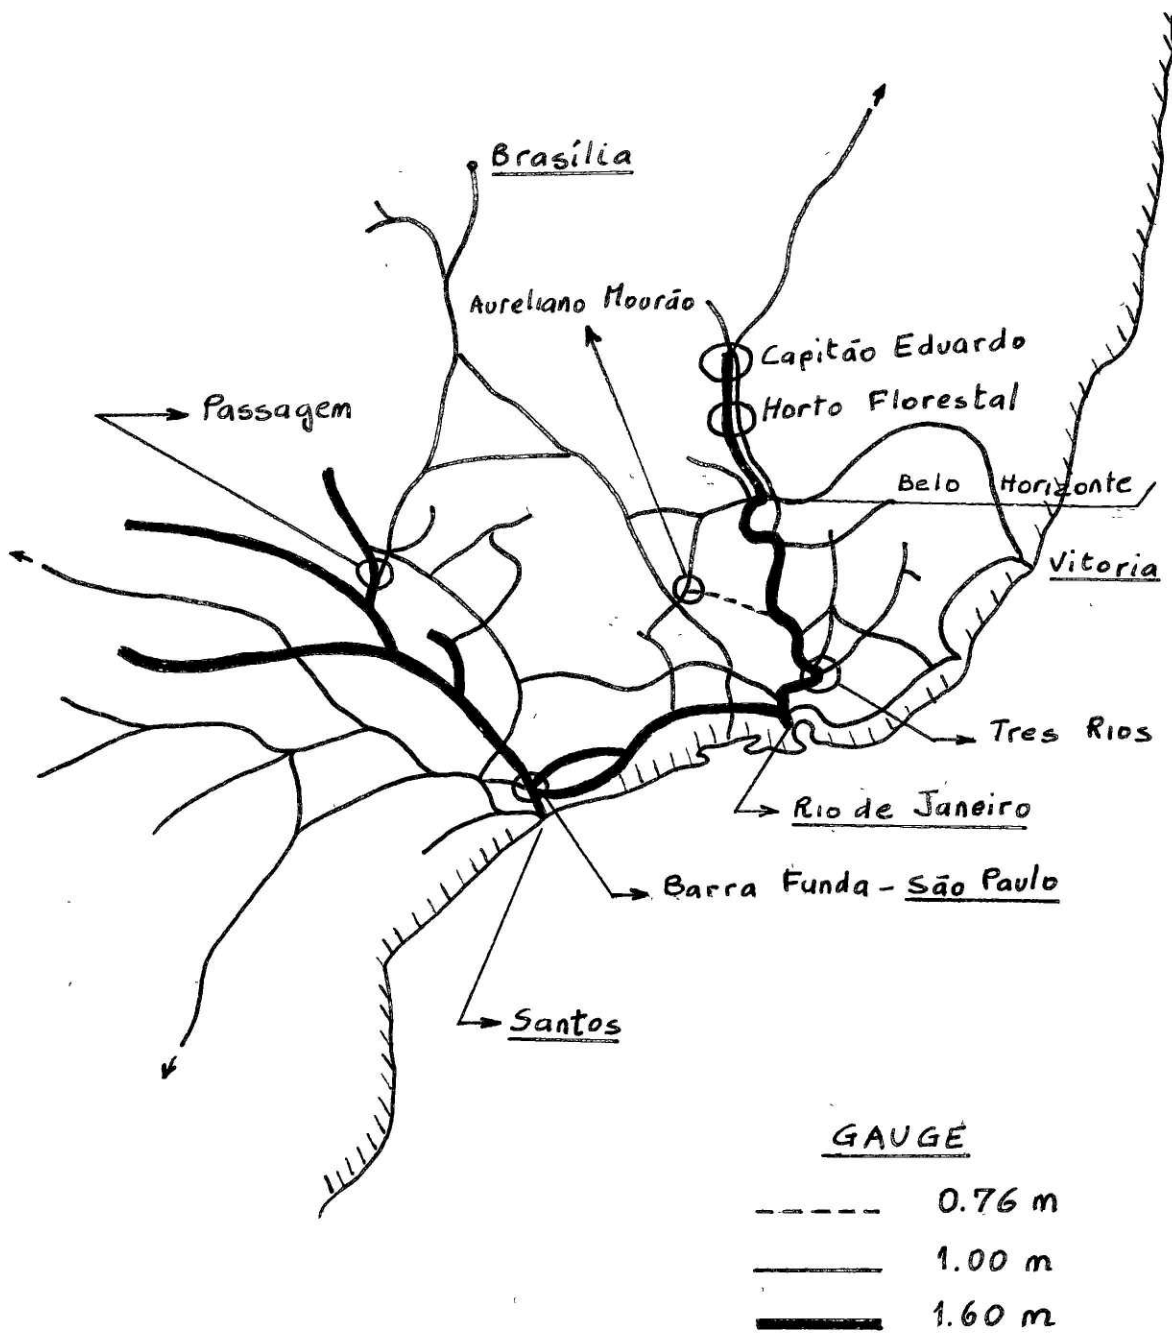 Brasília
Aureliano Mourão
Capitão Eduardo
Passagem
Horto Florestal
Belo Horizonte
Vitoria
Tres Rios
Rio de Janeiro
Barra Funda - São Paulo
Santos
GAUGE
0.76 m
1.00 m
1.60 m